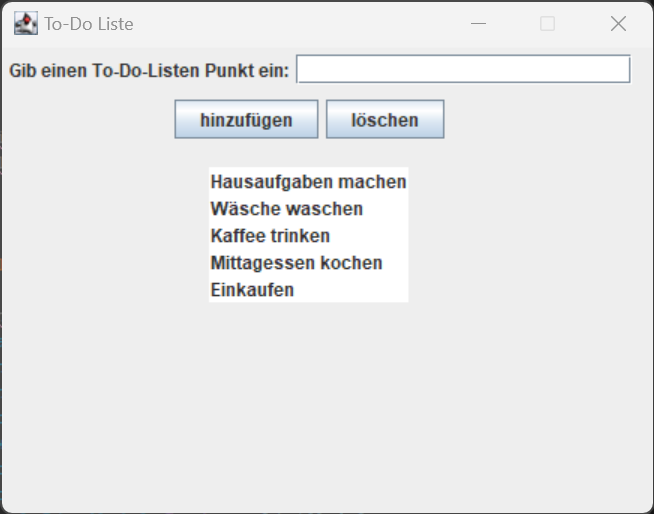 To-Do Liste
Gib einen To-Do-Listen Punkt ein:
hinzufügen löschen
Hausaufgaben machen
Wäsche waschen
Kaffee trinken
Mittagessen kochen
Einkaufen